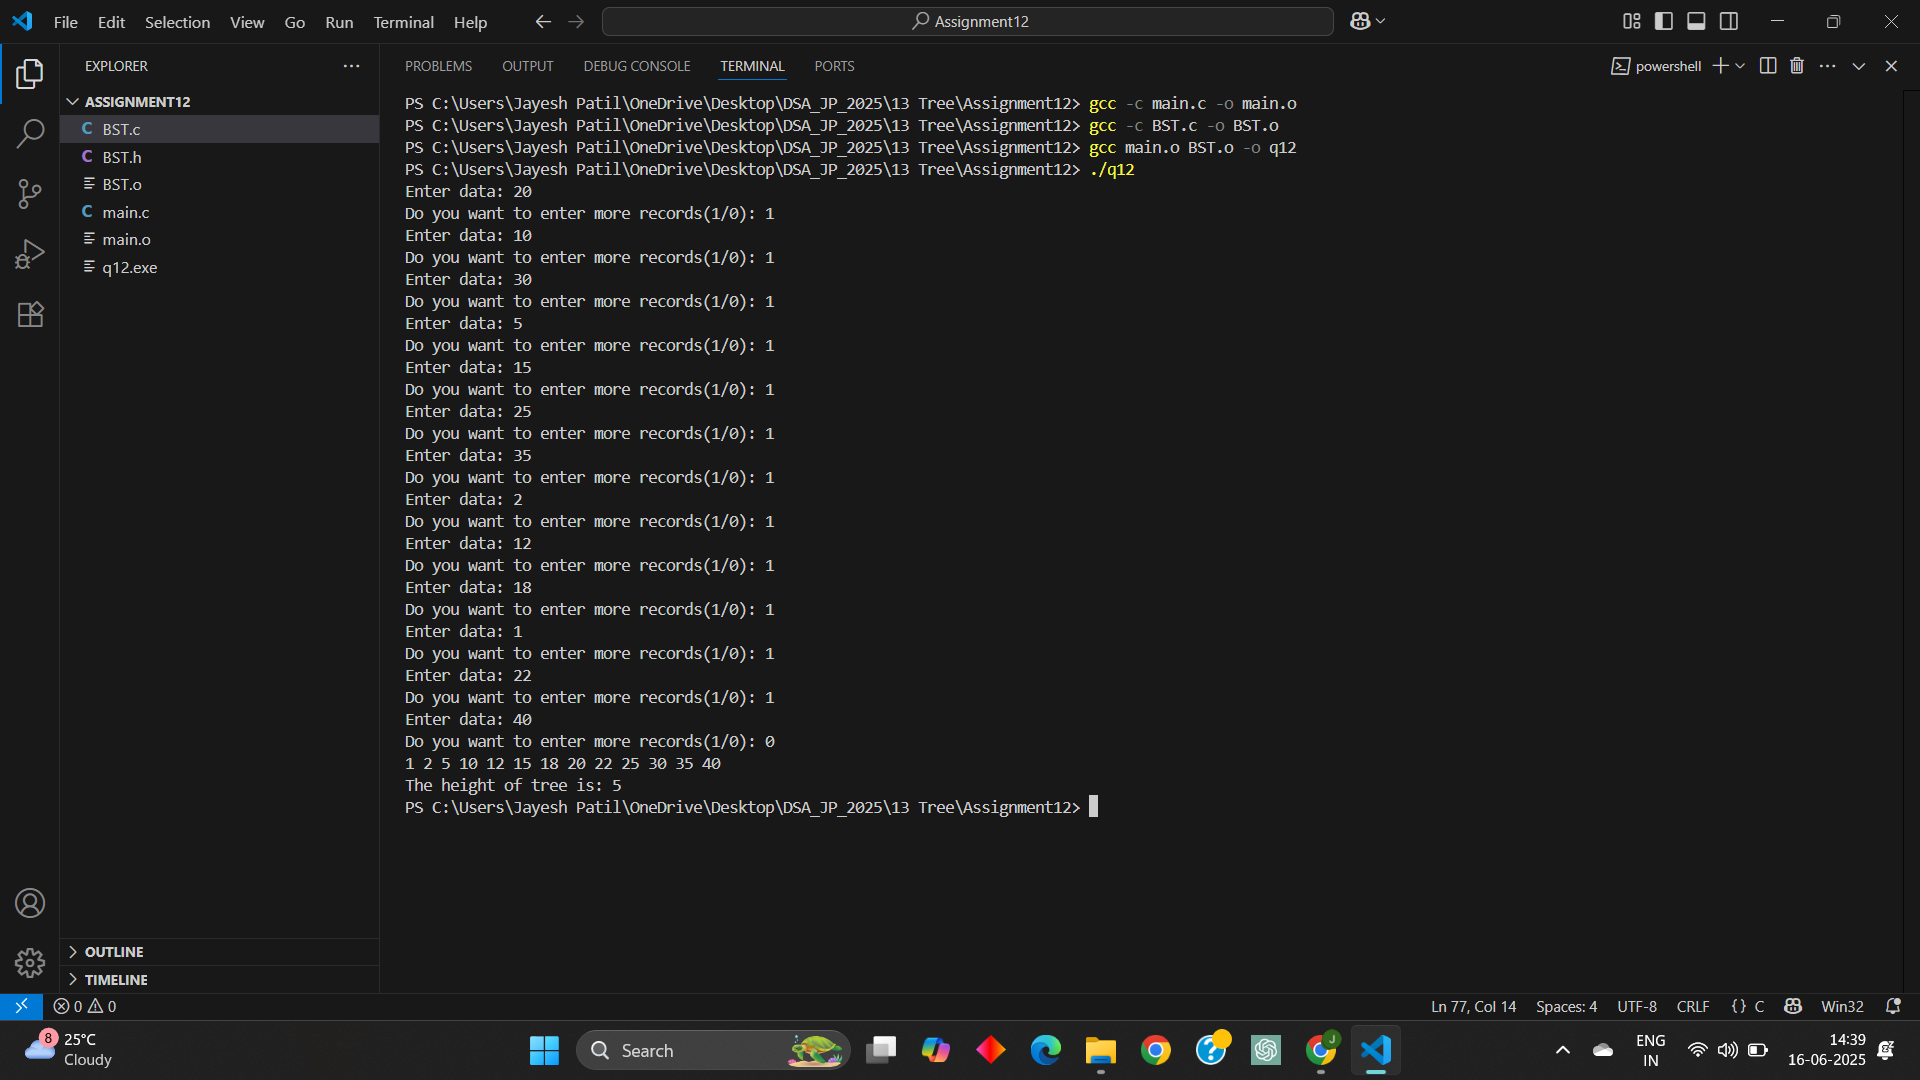 File Edit Selection View Go Run Terminal Help
Assignment12
EXPLORER
ASSIGNMENT12
C BST.c
C BST.h
BST.o
C main.c
main.o
q12.exe
OUTLINE
TIMELINE
PROBLEMS OUTPUT DEBUG CONSOLE TERMINAL PORTS
powershell
PS C:\Users\Jayesh Patil\OneDrive\Desktop\DSA_JP_2025\13 Tree\Assignment12> gcc -c main.c -o main.o
PS C:\Users\Jayesh Patil\OneDrive\Desktop\DSA_JP_2025\13 Tree\Assignment12> gcc -c BST.c -o BST.o
PS C:\Users\Jayesh Patil\OneDrive\Desktop\DSA_JP_2025\13 Tree\Assignment12> gcc main.o BST.o -o q12
PS C:\Users\Jayesh Patil\OneDrive\Desktop\DSA_JP_2025\13 Tree\Assignment12> ./q12
Enter data: 20
Do you want to enter more records(1/0): 1
Enter data: 10
Do you want to enter more records(1/0): 1
Enter data: 30
Do you want to enter more records(1/0): 1
Enter data: 5
Do you want to enter more records(1/0): 1
Enter data: 15
Do you want to enter more records(1/0): 1
Enter data: 25
Do you want to enter more records(1/0): 1
Enter data: 35
Do you want to enter more records(1/0): 1
Enter data: 2
Do you want to enter more records(1/0): 1
Enter data: 12
Do you want to enter more records(1/0): 1
Enter data: 18
Do you want to enter more records(1/0): 1
Enter data: 1
Do you want to enter more records(1/0): 1
Enter data: 22
Do you want to enter more records(1/0): 1
Enter data: 40
Do you want to enter more records(1/0): 0
1 2 5 10 12 15 18 20 22 25 30 35 40
The height of tree is: 5
PS C:\Users\Jayesh Patil\OneDrive\Desktop\DSA_JP_2025\13 Tree\Assignment12>
0 0
Ln 77, Col 14 Spaces: 4 UTF-8 CRLF {} C Win32
8
25°C
Cloudy
Search
J
ENG
IN
14:39
16-06-2025